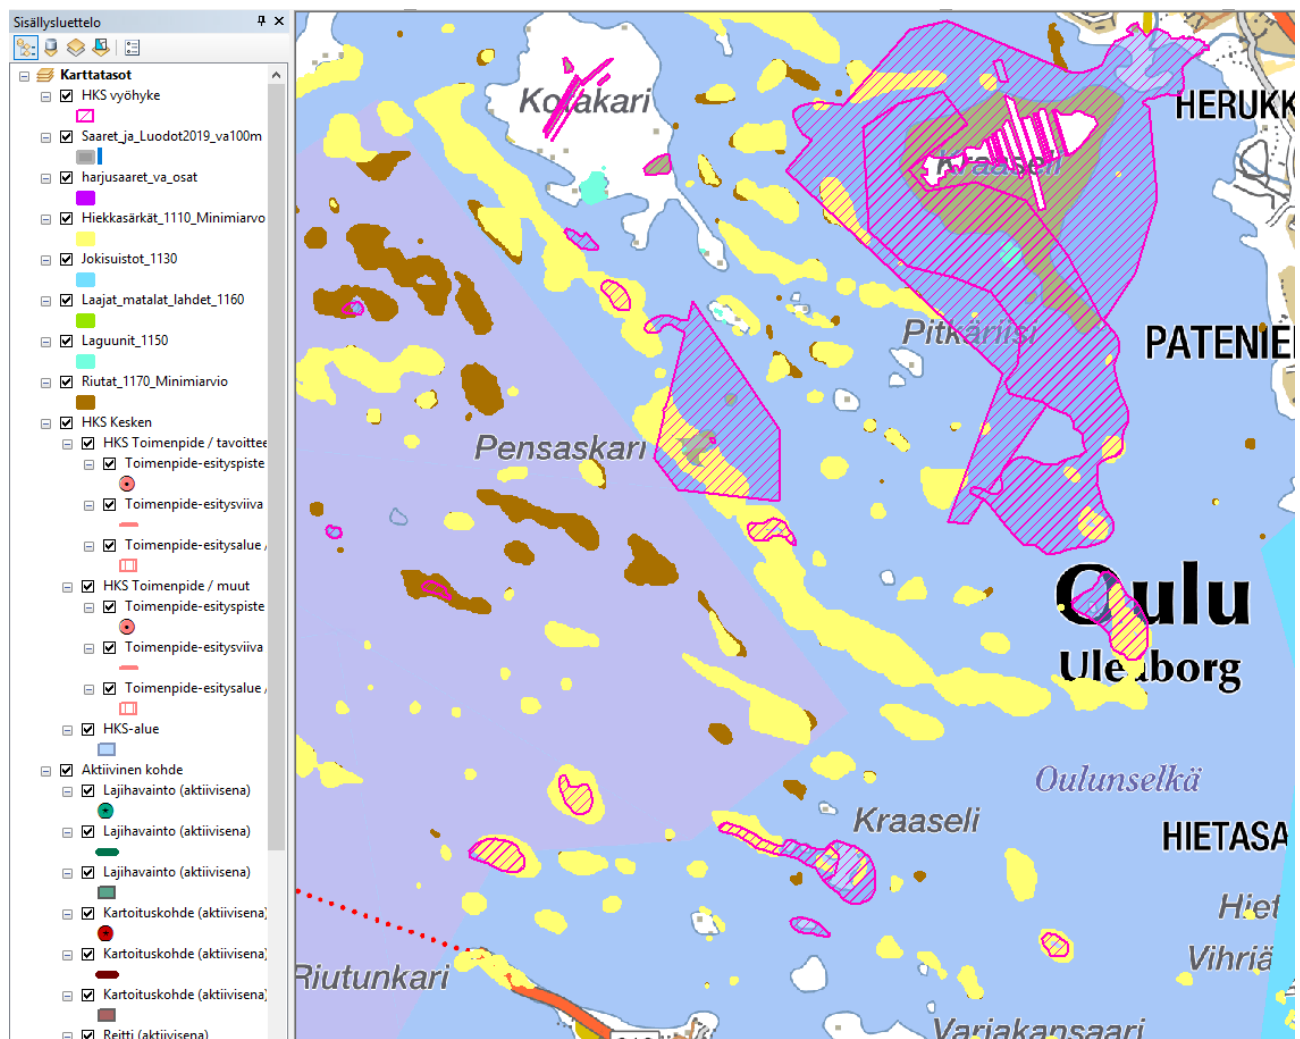 Sisällysluettelo
Karttatasot
HKS vyöhyke
Saaret_ja_Luodot2019_va100m
harjusaaret_va_osat
Hiekkasärkät_1110_Minimiarvo
Jokisuistot_1130
Laajat_matalat_lahdet_1160
Laguunit_1150
Riutat_1170_Minimiarvio
HKS Kesken
HKS Toimenpide / tavoittee
Toimenpide-esityspiste
Toimenpide-esitysviiva
Toimenpide-esitysalue /
HKS Toimenpide / muut
Toimenpide-esityspiste
Toimenpide-esitysviiva
Toimenpide-esitysalue /
HKS-alue
Aktiivinen kohde
Lajihavainto (aktiivisena)
Lajihavainto (aktiivisena)
Lajihavainto (aktiivisena)
Kartoituskohde (aktiivisena)
Kartoituskohde (aktiivisena)
Kartoituskohde (aktiivisena)
Reitti (aktiivisena)
Kotakari
HERUKK
Kraaseli
Pitkäriisi
PATENIE
Pensaskari
Oulu
Uleåborg
Oulunselkä
Kraaseli
HIETASA
Hiet
Vihriä
Riutunkari
Varjakansaari